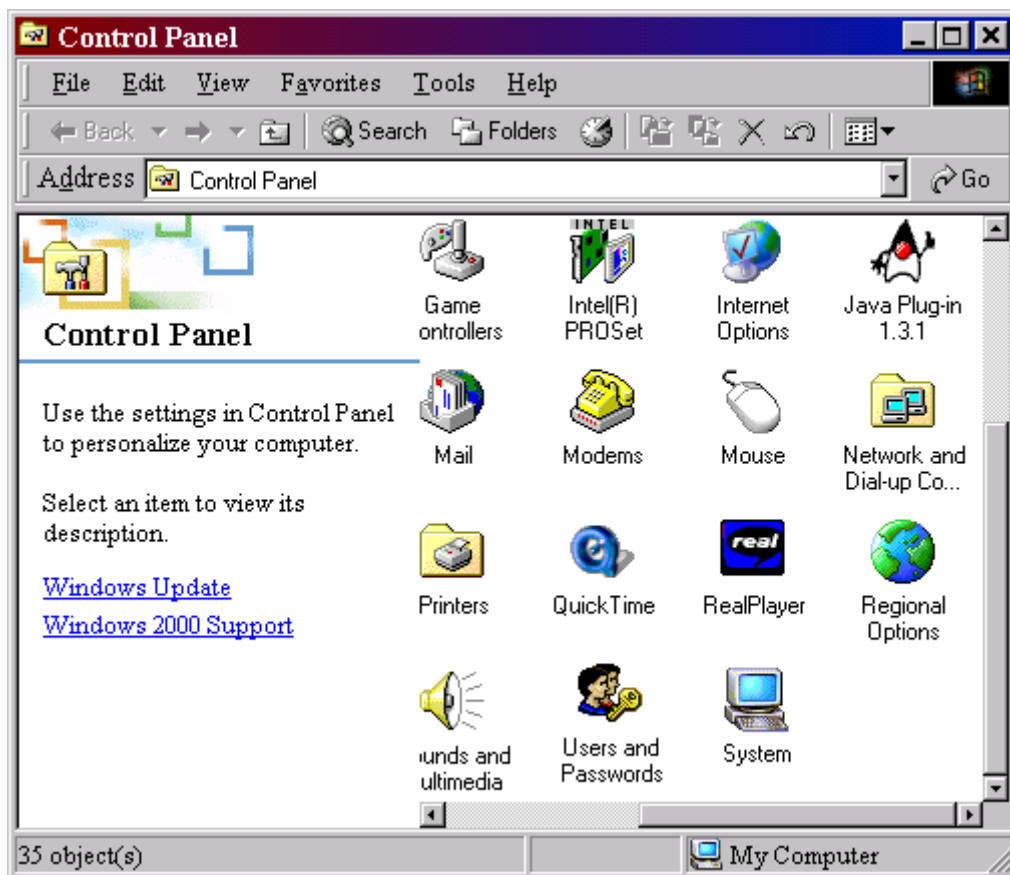 Control Panel
File Edit View Favorites Tools Help
Back Search Folders
Address Control Panel Go
Control Panel
Use the settings in Control Panel
to personalize your computer.
Select an item to view its
description.
Windows Update
Windows 2000 Support
Game
ontrollers
INTEL
Intel(R)
PROSet
Internet
Options
Java Plug-in
1.3.1
Mail
Modems
Mouse
Network and
Dial-up Co...
Printers
QuickTime
real
RealPlayer
Regional
Options
unds and
ultimedia
Users and
Passwords
System
35 object(s) My Computer